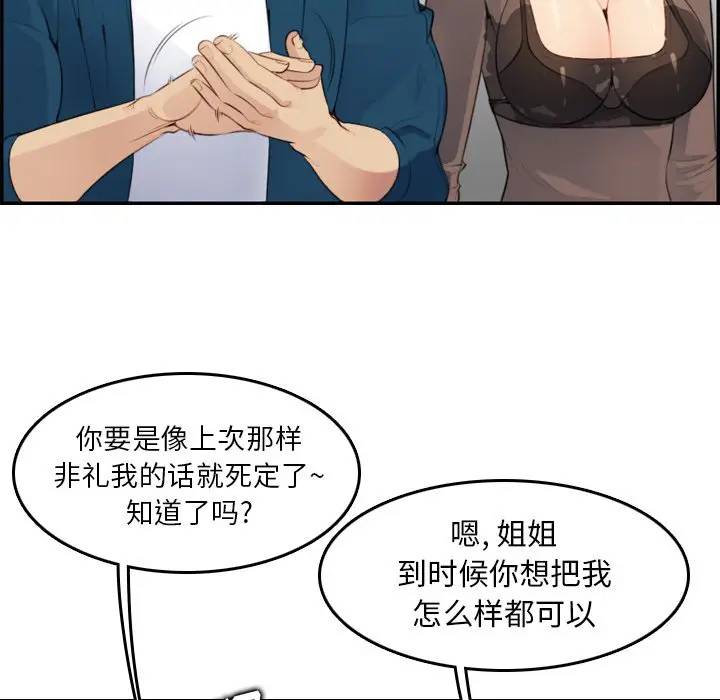 你要是像上次那样
非礼我的话就死定了~
知道了吗?
嗯, 姐姐
到时候你想把我
怎么样都可以